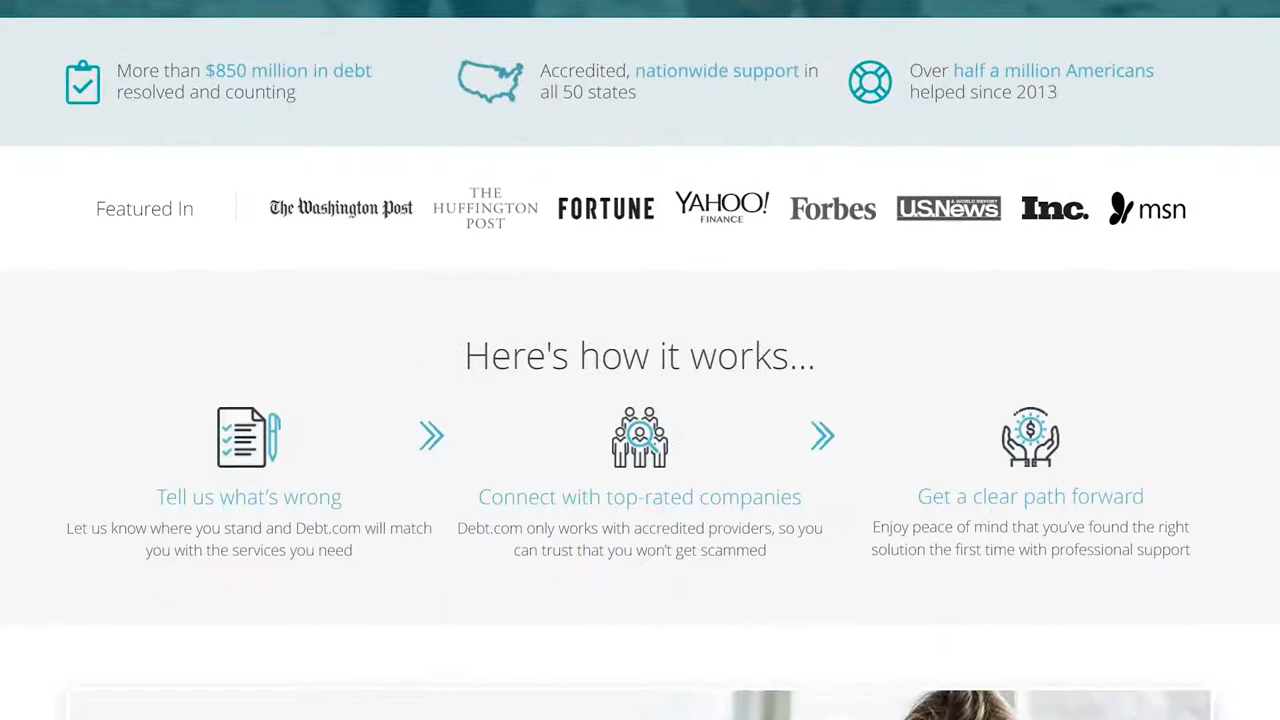 More than $850 million in debt
resolved and counting
Accredited, nationwide support in
all 50 states
Over half a million Americans
helped since 2013
Featured In
The Washington Post
THE
HUFFINGTON
POST
FORTUNE
YAHOO!
FINANCE
Forbes
U.S.News
& WORLD REPORT
Inc.
msn
Here's how it works...
Tell us what's wrong
Let us know where you stand and Debt.com will match
you with the services you need
Connect with top-rated companies
Debt.com only works with accredited providers, so you
can trust that you won't get scammed
Get a clear path forward
Enjoy peace of mind that you've found the right
solution the first time with professional support